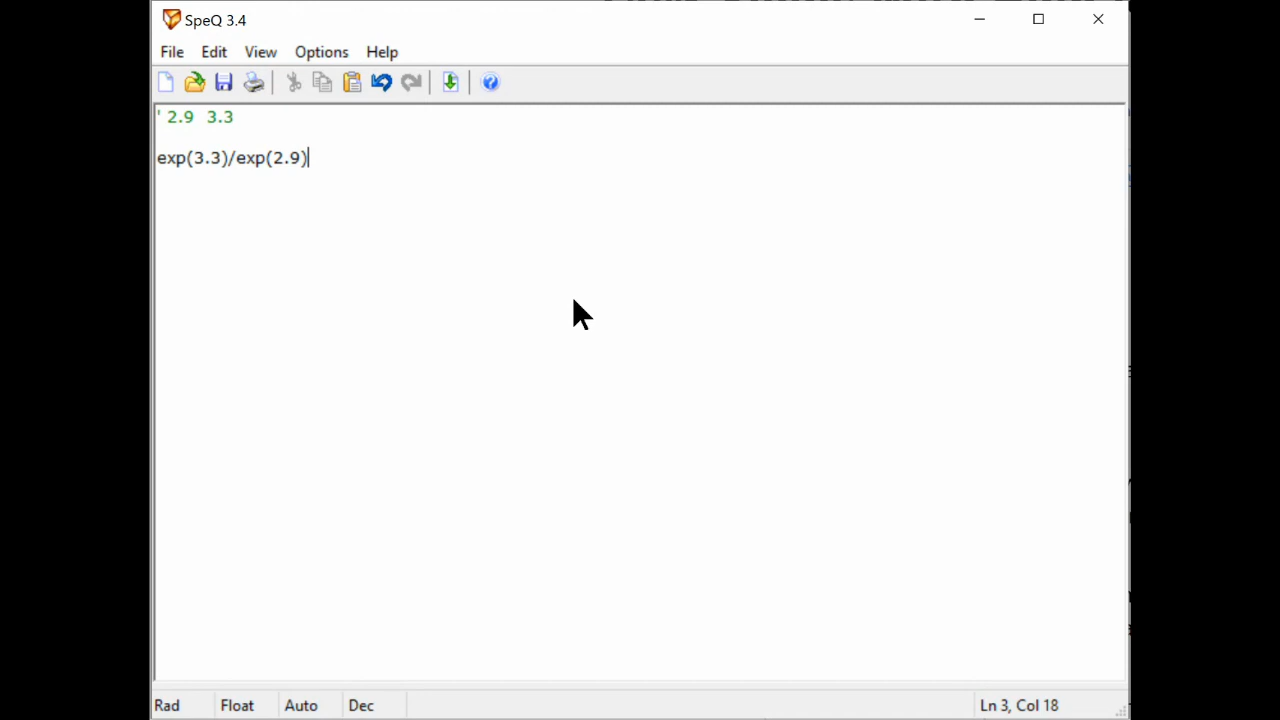 SpeQ 3.4
File Edit View Options Help
' 2.9 3.3
exp(3.3)/exp(2.9)
Rad Float Auto Dec Ln 3, Col 18